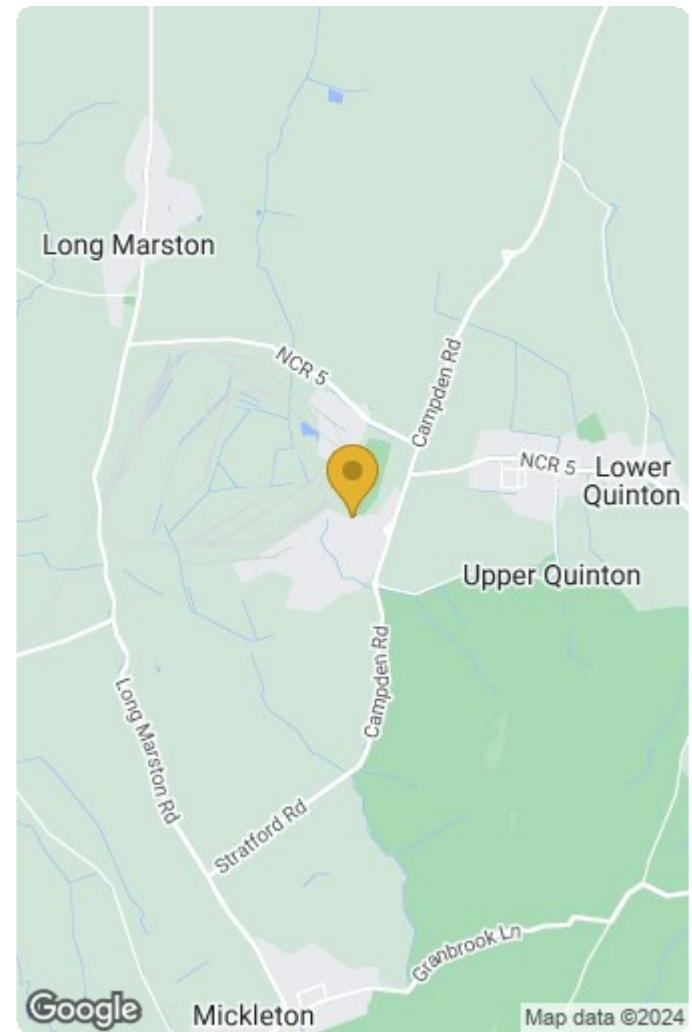 Long Marston
NCR 5
Campden Rd
NCR 5
Lower
Quinton
Upper Quinton
Campden Rd
Long Marston Rd
Stratford Rd
Granbrook Ln
Mickleton
Google
Map data ©2024